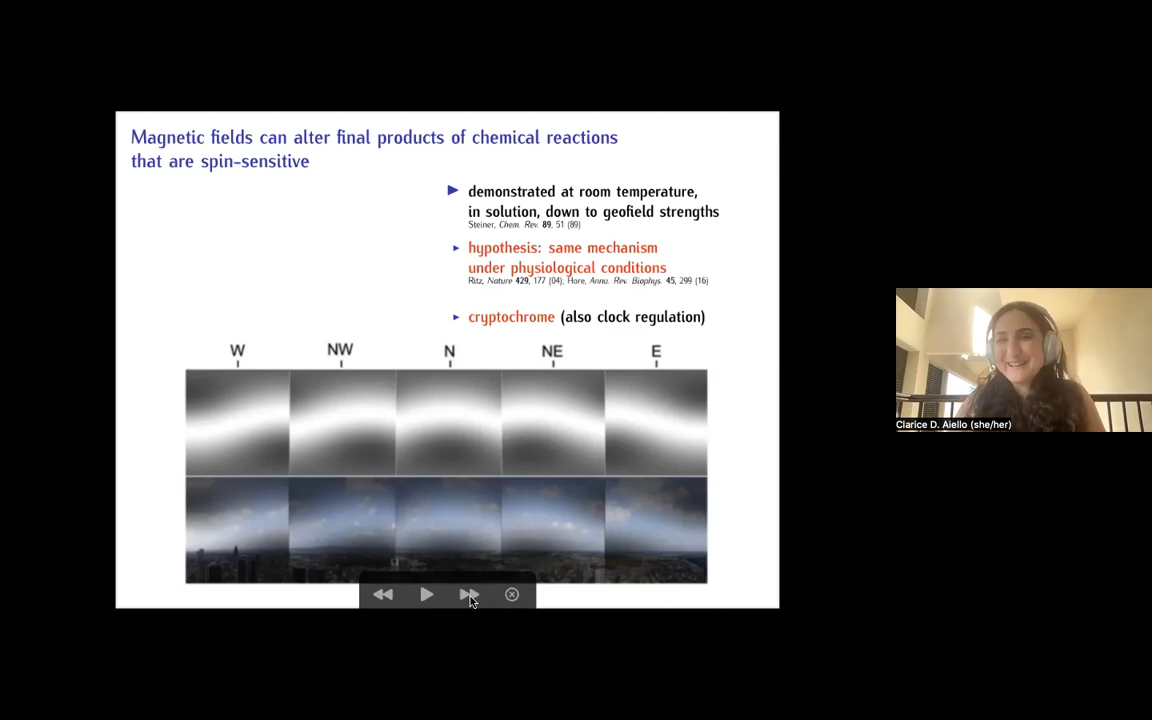 Magnetic fields can alter final products of chemical reactions
that are spin-sensitive
demonstrated at room temperature,
in solution, down to geofield strengths
Steiner, Chem. Rev. 89, 51 (89)
hypothesis: same mechanism
under physiological conditions
Ritz, Nature 429, 177 (04); Hore, Annu. Rev. Biophys. 45, 299 (16)
cryptochrome (also clock regulation)
W NW N NE E
Clarice D. Aiello (she/her)